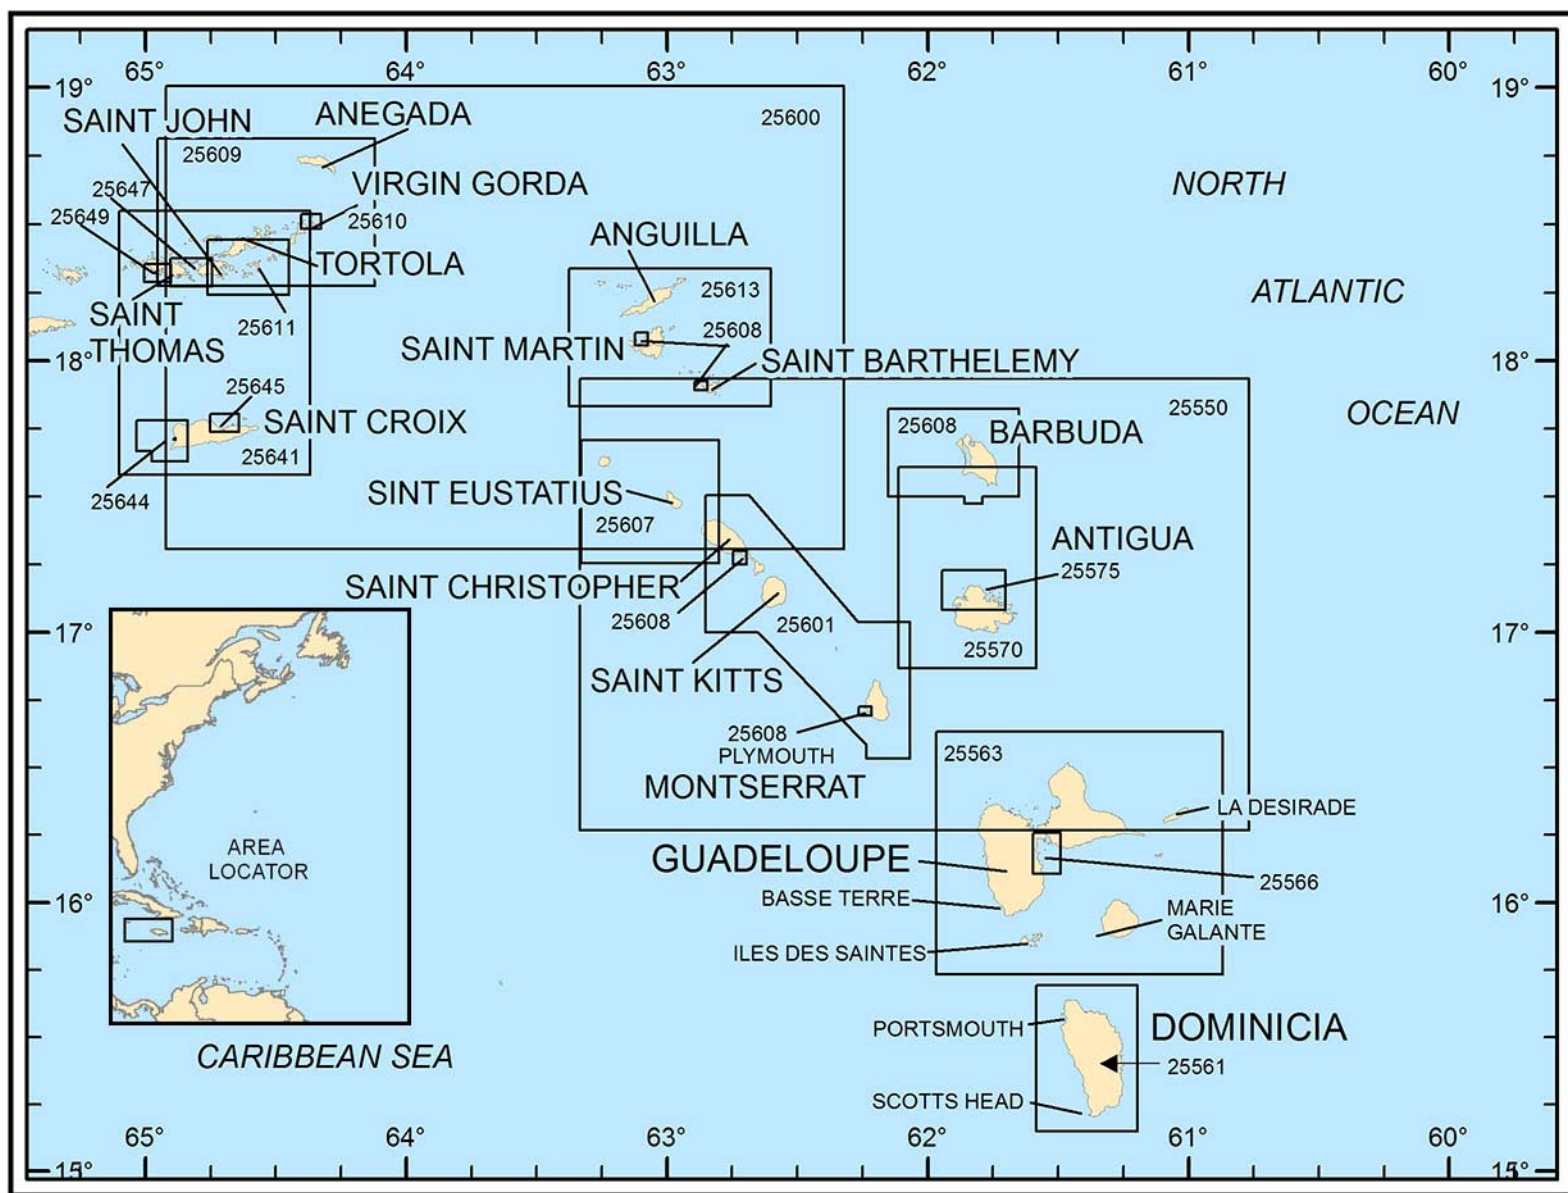 65° 64° 63° 62° 61° 60°
19° 19°
SAINT JOHN
ANEGADA
25600
25609
25647
VIRGIN GORDA
NORTH
25649
25610
ANGUILLA
TORTOLA
25613
ATLANTIC
SAINT
THOMAS
25611
25608
SAINT MARTIN
SAINT BARTHELEMY
18° 18°
25645
25550
OCEAN
SAINT CROIX
25608
BARBUDA
25641
25644
SINT EUSTATIUS
25607
ANTIGUA
25575
SAINT CHRISTOPHER
25608
25601
17° 17°
25570
SAINT KITTS
25608
PLYMOUTH
MONTSERRAT
25563
LA DESIRADE
AREA
LOCATOR
GUADELOUPE
25566
BASSE TERRE
16° 16°
MARIE
GALANTE
ILES DES SAINTES
PORTSMOUTH
DOMINICIA
CARIBBEAN SEA
25561
SCOTTS HEAD
65° 64° 63° 62° 61° 60°
15° 15°